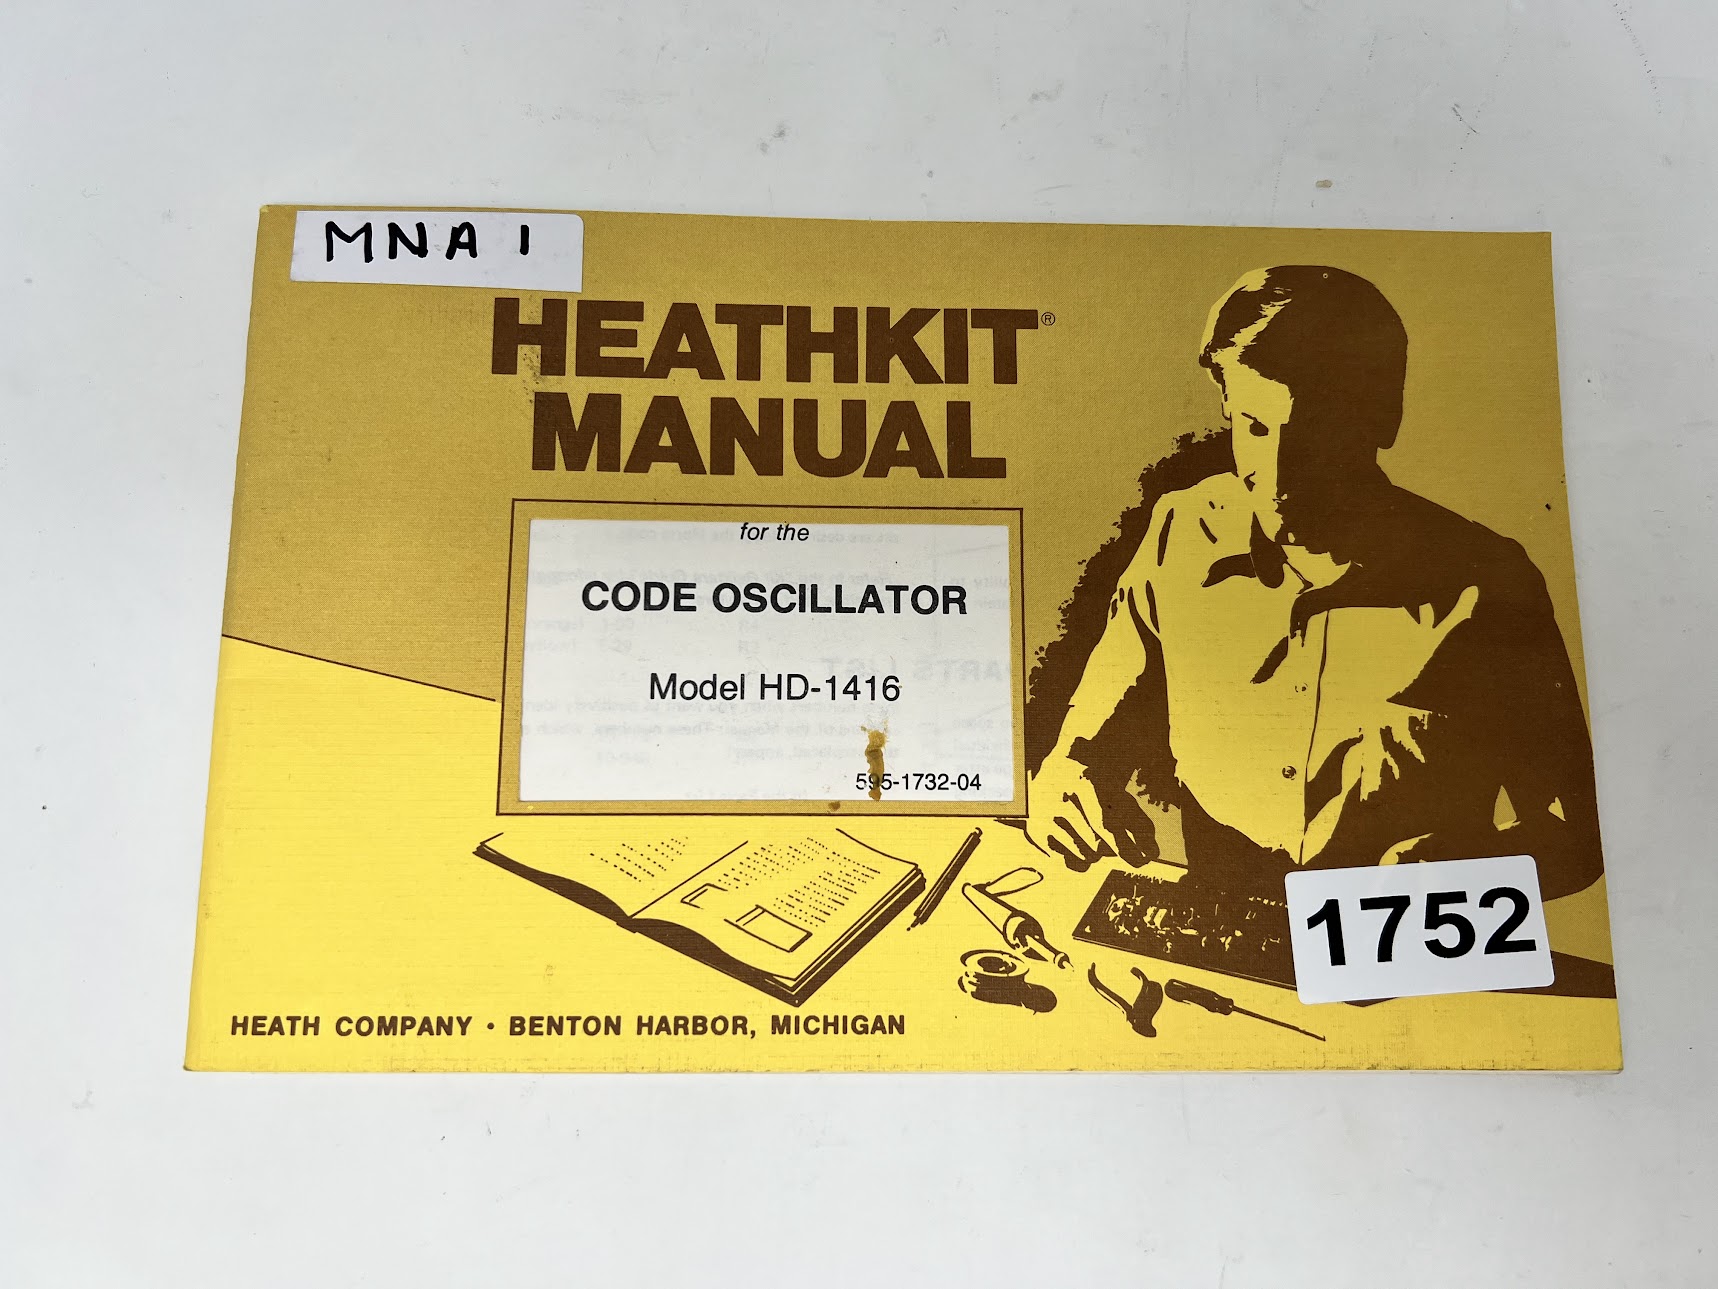 MNA 1
HEATHKIT®
MANUAL
for the
CODE OSCILLATOR
Model HD-1416
595-1732-04
1752
HEATH COMPANY • BENTON HARBOR, MICHIGAN